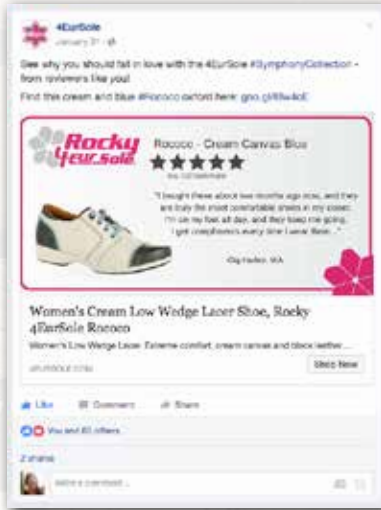 4EurSole
January 31
See why you should fall in love with the 4EurSole #SymphonyCollection -
from reviewers like you!
Find this cream and blue #Rococo oxford here:
Rocky
4EurSole
Rococo - Cream Canvas Blue
"I bought these about two months ago now, and they
are truly the most comfortable shoes in my closet.
I'm on my feet all day, and they keep me going.
I get compliments every time I wear them..."
Gig Harbor, WA
Women's Cream Low Wedge Lacer Shoe, Rocky
4EurSole Rococo
Women's Low Wedge Lacer. Extreme comfort, cream canvas and black leather ...
Shop Now
Like Comment Share
You and others
2 shares
Write a comment...